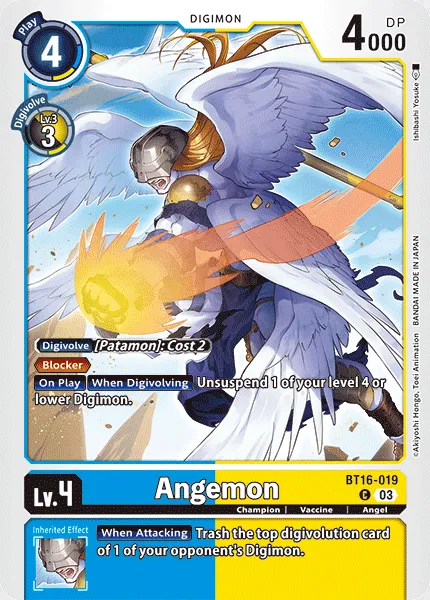 DIGIMON
Play
4
DP
4000
Digivolve
Lv.3
3
Ishibashi Yosuke
©Akiyoshi Hongo, Toei Animation BANDAI MADE IN JAPAN
Digivolve [Patamon]: Cost 2
Blocker
On Play When Digivolving Unsuspend 1 of your level 4 or
lower Digimon.
BT16-019
Lv.4 Angemon C 03
Champion | Vaccine | Angel
Inherited Effect
When Attacking Trash the top digivolution card
of 1 of your opponent's Digimon.